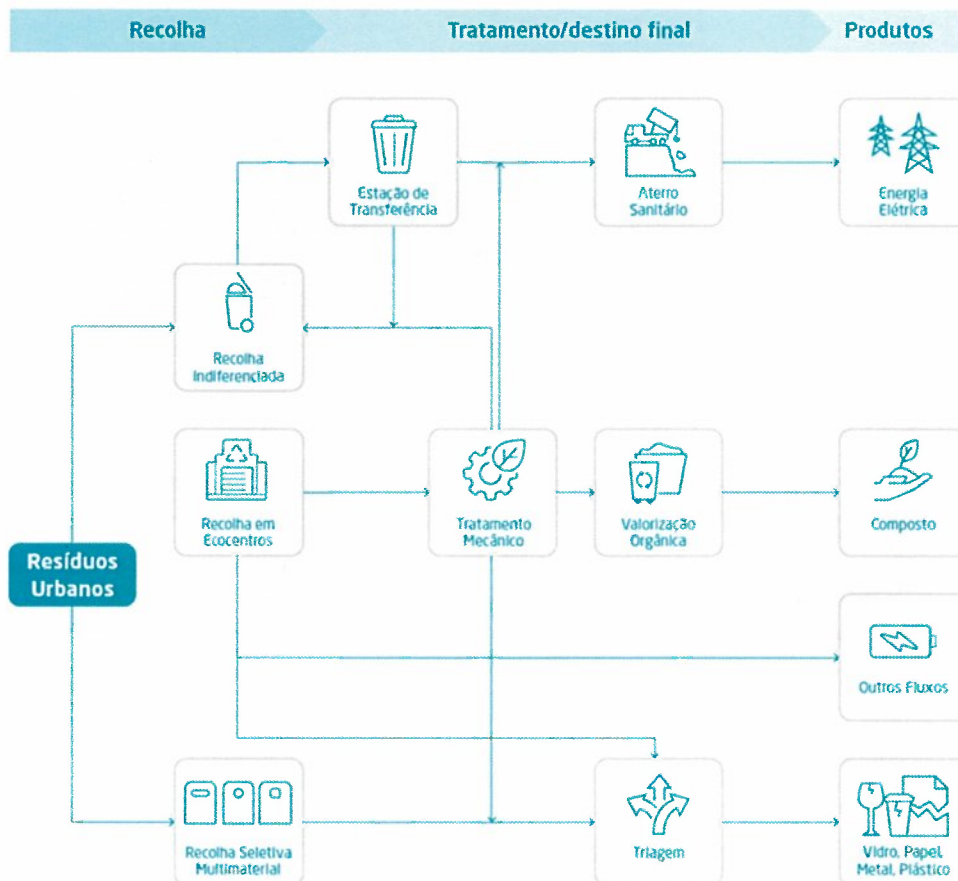 Recolha
Tratamento/destino final
Produtos
Estação de
Transferência
Aterro
Sanitário
Energia
Elétrica
Recolha
Indiferenciada
Recolha em
Ecocentros
Tratamento
Mecânico
Valorização
Orgânica
Composto
Resíduos
Urbanos
Outros Fluxos
Recolha Seletiva
Multimaterial
Triagem
Vidro, Papel,
Metal, Plástico